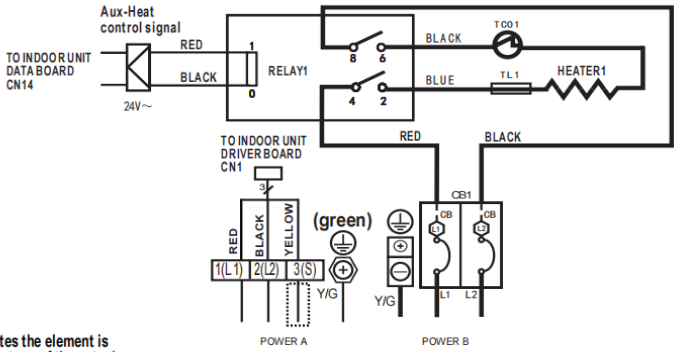 Aux-Heat
control signal
TO INDOOR UNIT
DATA BOARD
CN14
RED
BLACK
24V～
1
0
RELAY1
8 6
4 2
BLACK
TCO1
BLUE
TL1
HEATER1
RED
BLACK
TO INDOOR UNIT
DRIVER BOARD
CN1
3
RED
BLACK
YELLOW
(green)
1(L1) 2(L2) 3(S)
Y/G
Y/G
CB1
CB CB
L1 L2
L1 L2
POWER A
POWER B
tes the element is